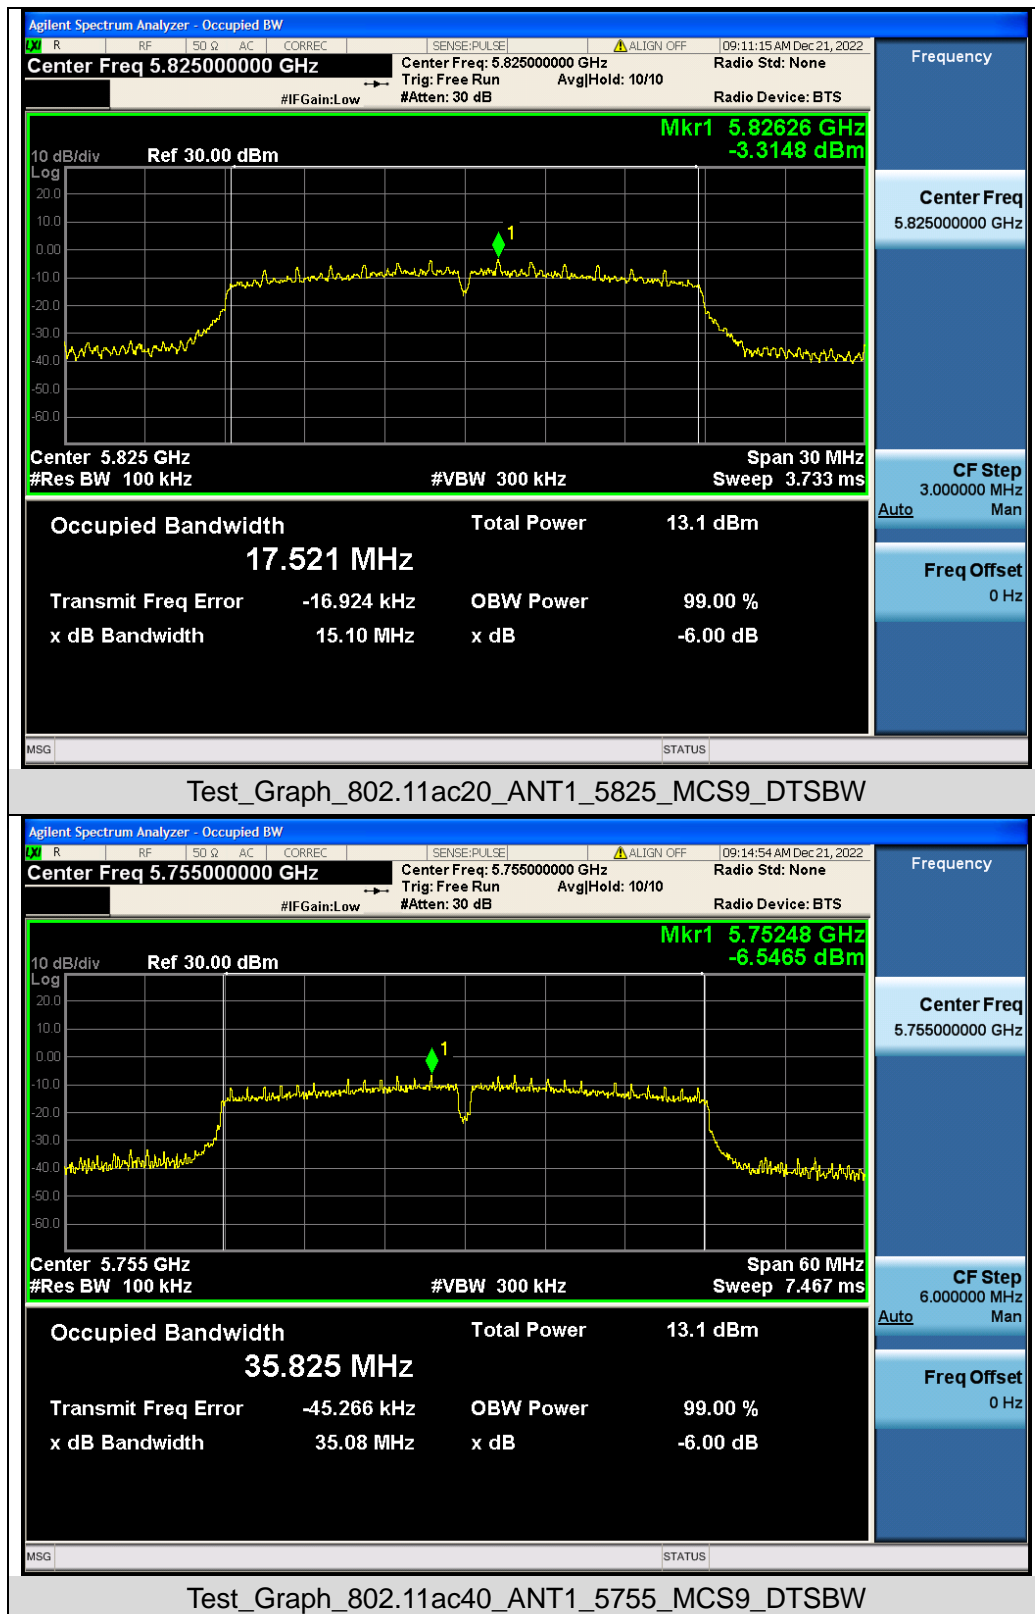 Agilent Spectrum Analyzer - Occupied BW
LXI R RF 50 Ω AC CORREC SENSE:PULSE ALIGN OFF 09:11:15 AM Dec 21, 2022
Center Freq 5.825000000 GHz Center Freq: 5.825000000 GHz Radio Std: None Frequency
Trig: Free Run Avg|Hold: 10/10
#IFGain:Low #Atten: 30 dB Radio Device: BTS
Mkr1 5.82626 GHz
10 dB/div Ref 30.00 dBm -3.3148 dBm
Log
20.0
Center Freq
10.0
5.825000000 GHz
1
0.00
-10.0
-20.0
-30.0
-40.0
-50.0
-60.0
Center 5.825 GHz Span 30 MHz
#Res BW 100 kHz #VBW 300 kHz Sweep 3.733 ms
CF Step
3.000000 MHz
Auto Man
Occupied Bandwidth Total Power 13.1 dBm
17.521 MHz
Freq Offset
0 Hz
Transmit Freq Error -16.924 kHz OBW Power 99.00 %
x dB Bandwidth 15.10 MHz x dB -6.00 dB
MSG STATUS
Test_Graph_802.11ac20_ANT1_5825_MCS9_DTSBW
Agilent Spectrum Analyzer - Occupied BW
LXI R RF 50 Ω AC CORREC SENSE:PULSE ALIGN OFF 09:14:54 AM Dec 21, 2022
Center Freq 5.755000000 GHz Center Freq: 5.755000000 GHz Radio Std: None Frequency
Trig: Free Run Avg|Hold: 10/10
#IFGain:Low #Atten: 30 dB Radio Device: BTS
Mkr1 5.75248 GHz
10 dB/div Ref 30.00 dBm -6.5465 dBm
Log
20.0
Center Freq
10.0
5.755000000 GHz
1
0.00
-10.0
-20.0
-30.0
-40.0
-50.0
-60.0
Center 5.755 GHz Span 60 MHz
#Res BW 100 kHz #VBW 300 kHz Sweep 7.467 ms
CF Step
6.000000 MHz
Auto Man
Occupied Bandwidth Total Power 13.1 dBm
35.825 MHz
Freq Offset
0 Hz
Transmit Freq Error -45.266 kHz OBW Power 99.00 %
x dB Bandwidth 35.08 MHz x dB -6.00 dB
MSG STATUS
Test_Graph_802.11ac40_ANT1_5755_MCS9_DTSBW